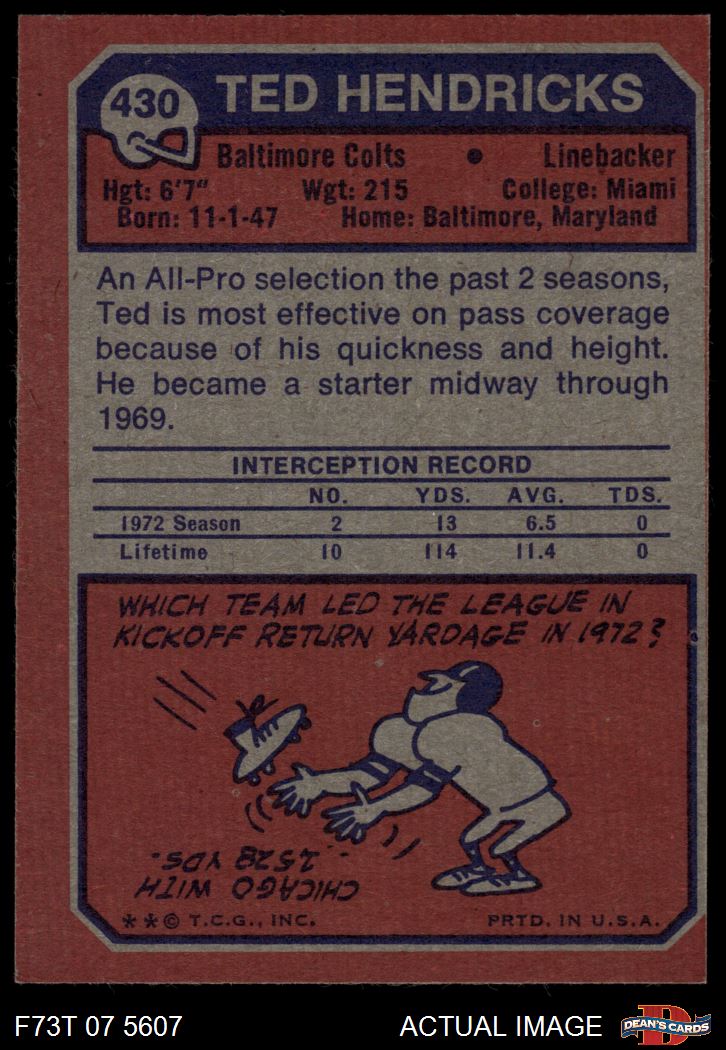 430 TED HENDRICKS
Baltimore Colts • Linebacker
Hgt: 6'7" Wgt: 215 College: Miami
Born: 11-1-47 Home: Baltimore, Maryland
An All-Pro selection the past 2 seasons,
Ted is most effective on pass coverage
because of his quickness and height.
He became a starter midway through
1969.
INTERCEPTION RECORD
NO. YDS. AVG. TDS.
1972 Season 2 13 6.5 0
Lifetime 10 114 11.4 0
WHICH TEAM LED THE LEAGUE IN
KICKOFF RETURN YARDAGE IN 1972?
CHICAGO WITH
1528 YDS.
**© T.C.G., INC. PRTD. IN U.S.A.
F73T 07 5607 ACTUAL IMAGE DEAN'S CARDS